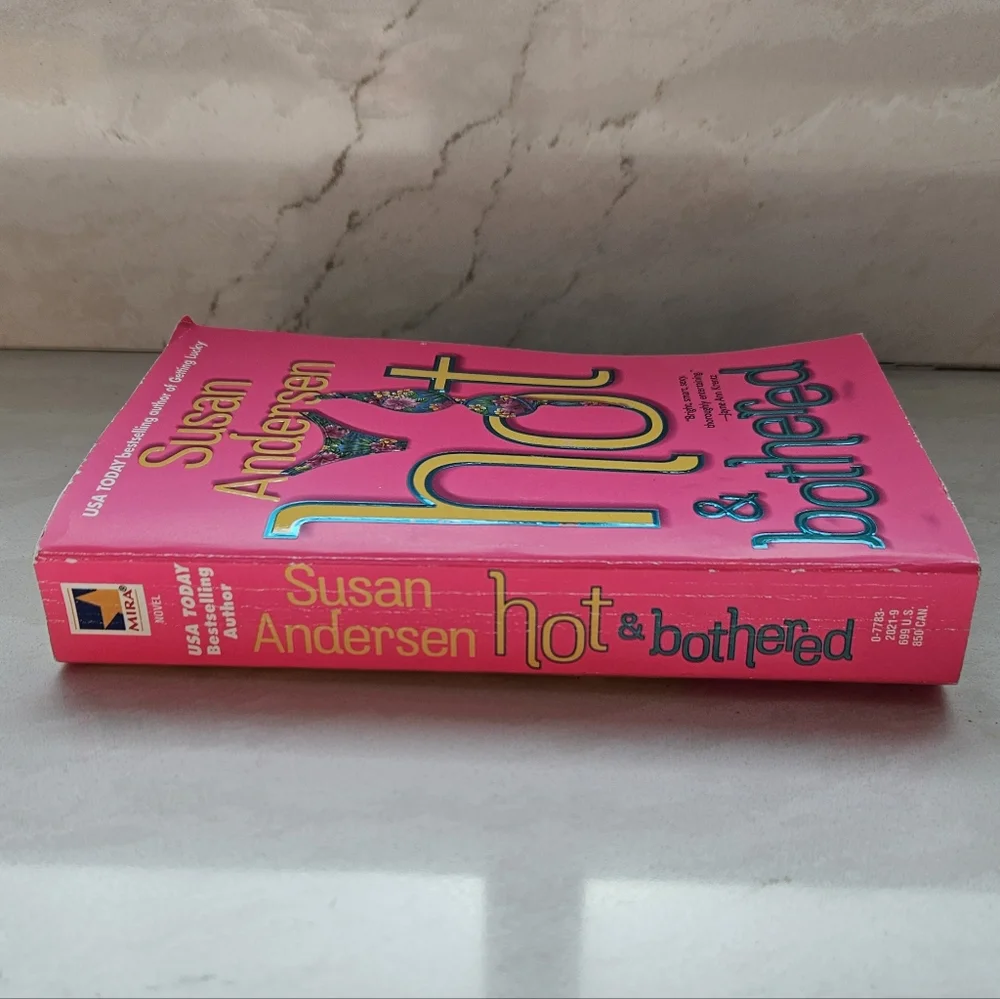 USA TODAY bestselling author of Getting Lucky
Susan
Andersen
hot
"Bright, smart, sexy,
thoroughly entertaining."
—Jayne Ann Krentz
&
bothered
MIRA®
NOVEL
USA TODAY
Bestselling
Author
Susan
Andersen
hot & bothered
0-7783-
2021-9
699 U.S.
850 CAN.